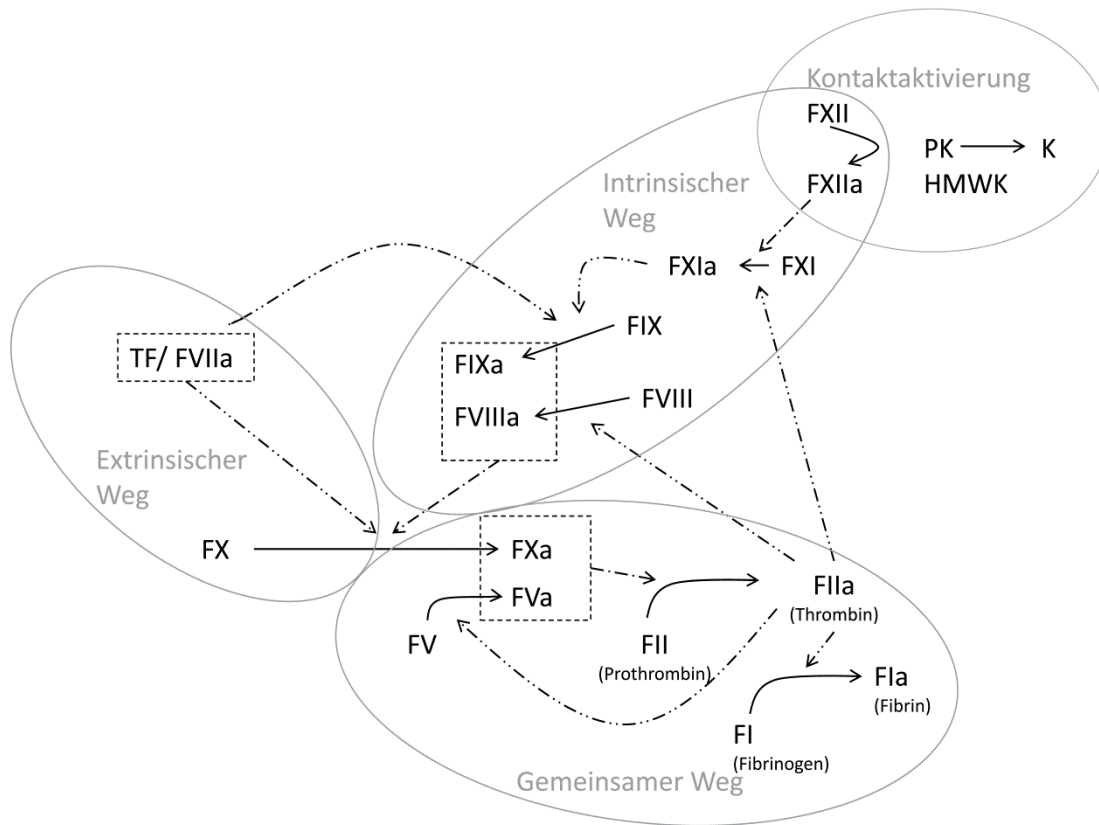 Kontaktaktivierung
FXII
PK
K
FXIIa
HMWK
Intrinsischer
Weg
FXIa
FXI
FIX
TF/ FVIIa
FIXa
FVIII
FVIIIa
Extrinsischer
Weg
FX
FXa
FVa
FIIa
(Thrombin)
FV
FII
(Prothrombin)
FIa
(Fibrin)
FI
(Fibrinogen)
Gemeinsamer Weg